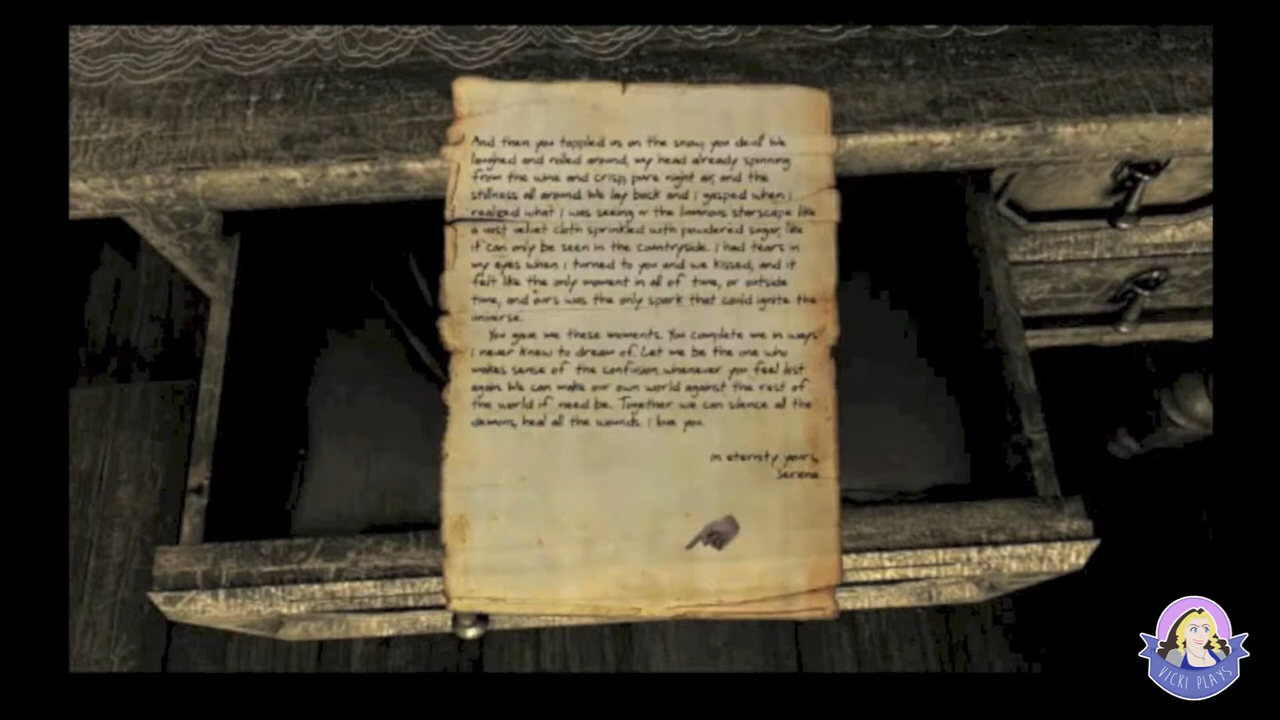 And then you toppled us on the snow, you devil! We
laughed and rolled around, my head already spinning
from the wine and crisp, pure night air, and the
stillness all around. We lay back and I gasped when I
realized what I was seeing in the luminous starscape like
a vast velvet cloth sprinkled with powdered sugar, like
it can only be seen in the countryside. I had tears in
my eyes when I turned to you and we kissed, and it
felt like the only moment in all of time, or outside
time, and ours was the only spark that could ignite the
universe.
You gave me these moments. You complete me in ways
I never knew to dream of. Let me be the one who
makes sense of the confusion whenever you feel lost
again. We can make our own world against the rest of
the world if need be. Together we can silence all the
demons, heal all the wounds. I love you.
In eternity yours,
Serena
VICKI PLAYS